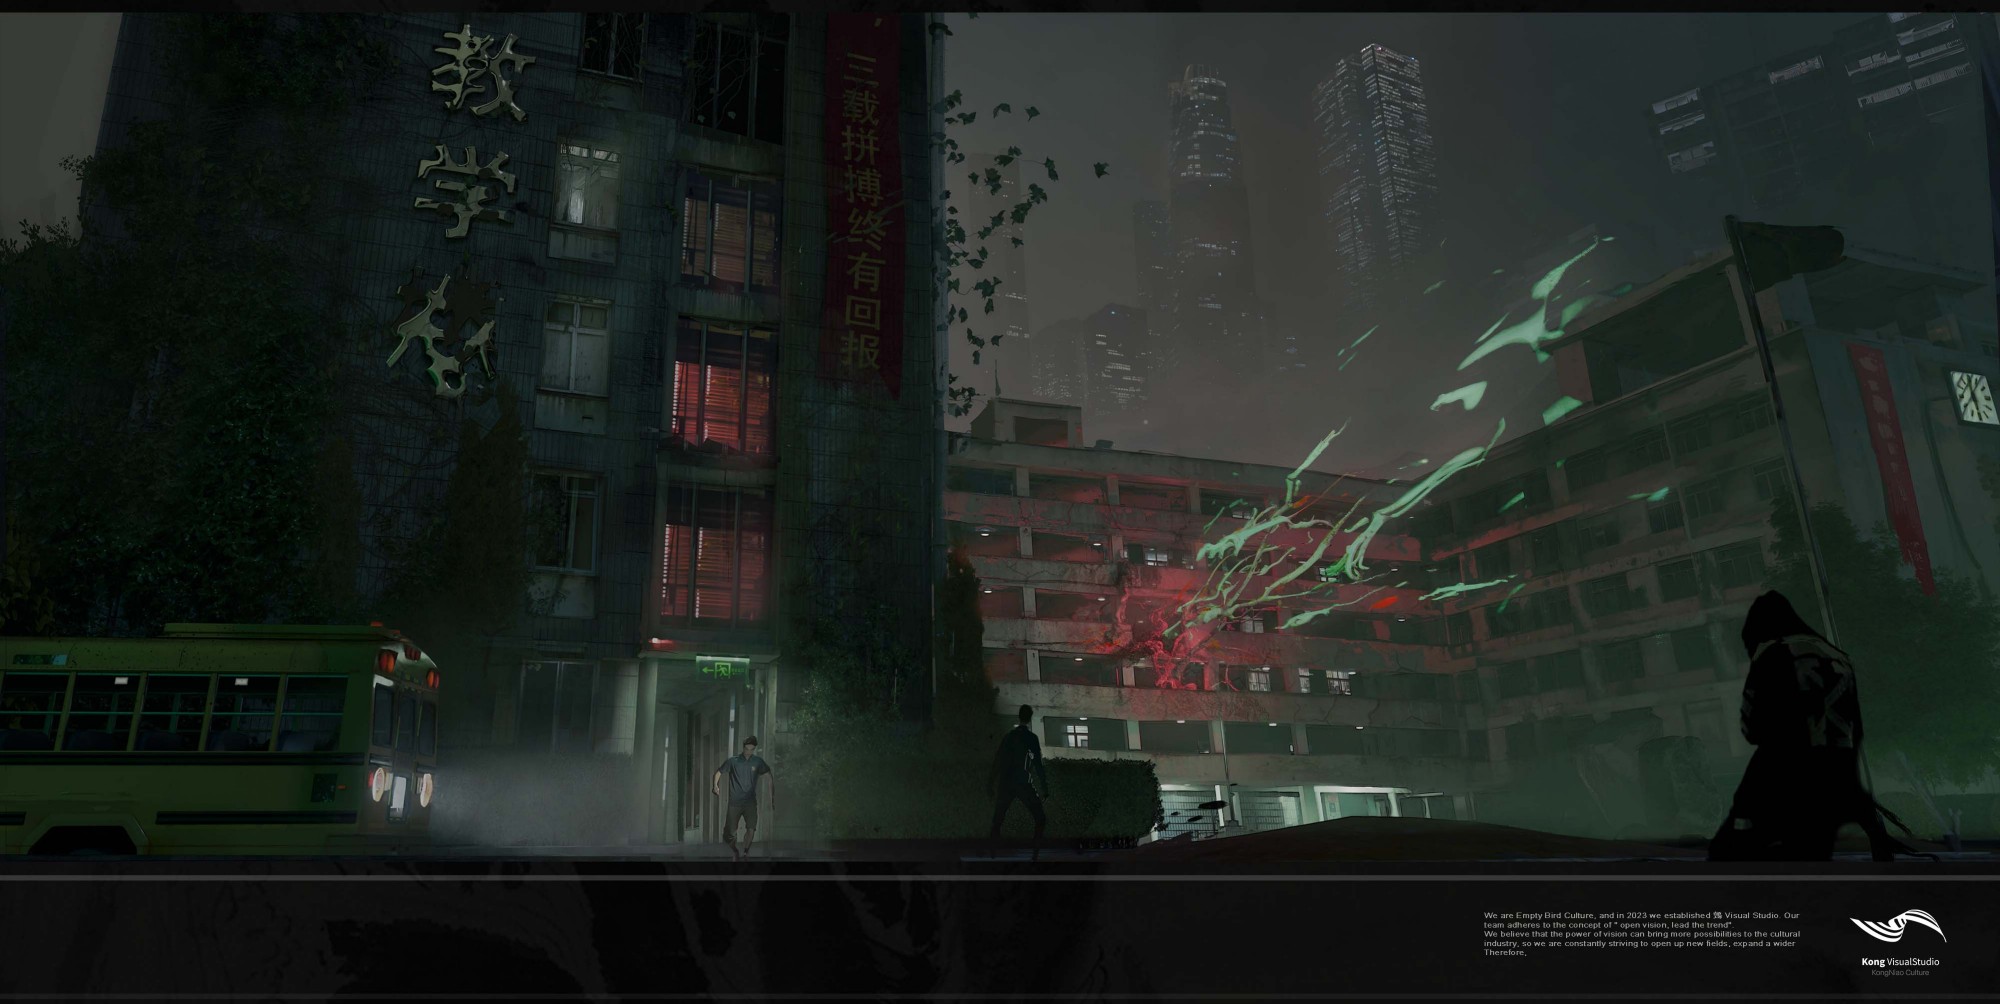 教学
三载拼搏终有回报
We are Empty Bird Culture, and in 2023 we established Visual Studio. Our
team adheres to the concept of " open vision, lead the trend".
We believe that the power of vision can bring more possibilities to the cultural
industry, so we are constantly striving to open up new fields, expand a wider
Therefore,
Kong VisualStudio
KongNiao Culture